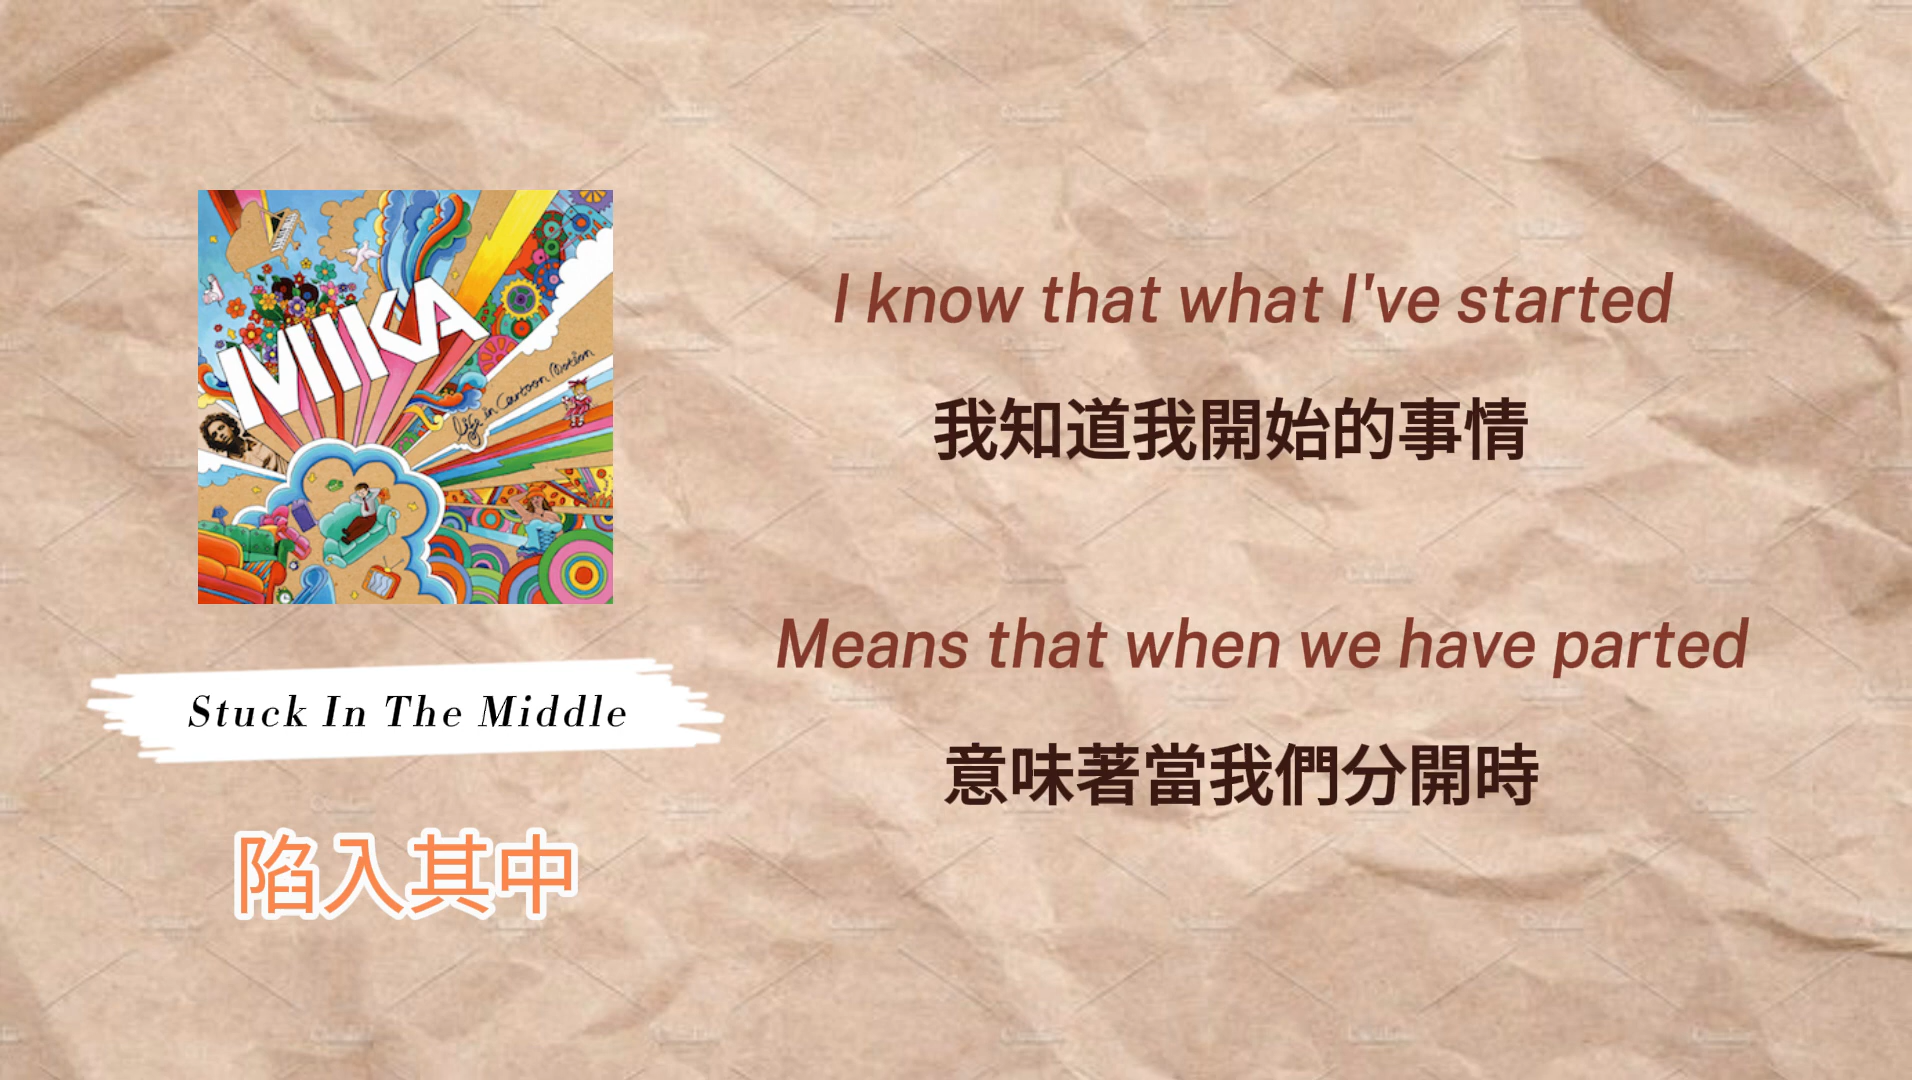 MIKA
life in Cartoon Motion
Stuck In The Middle
陷入其中
I know that what I've started
我知道我開始的事情
Means that when we have parted
意味著當我們分開時